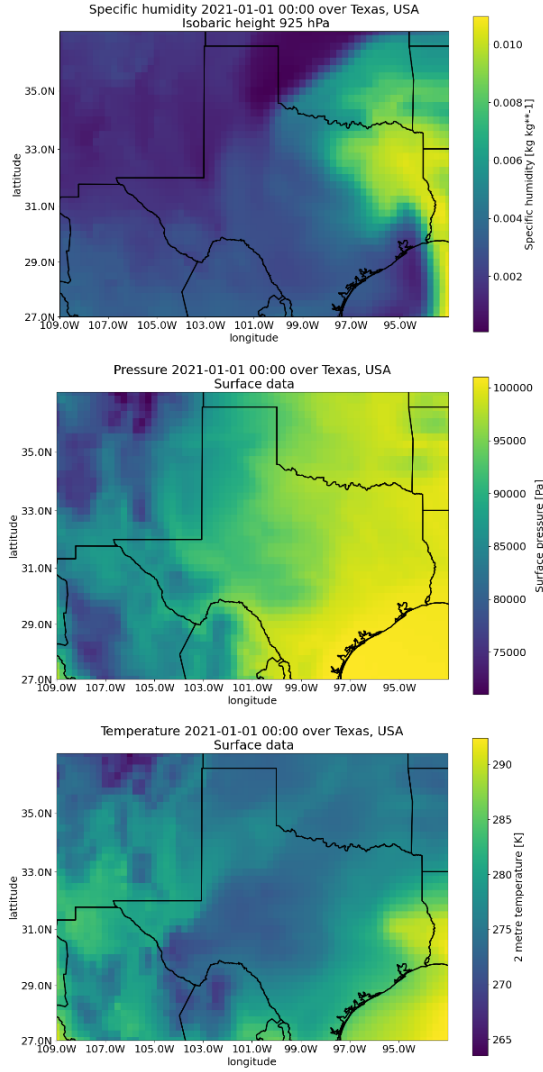 Specific humidity 2021-01-01 00:00 over Texas, USA
Isobaric height 925 hPa
35.0N
33.0N
31.0N
29.0N
27.0N
lattitude
109.0W 107.0W 105.0W 103.0W 101.0W 99.0W 97.0W 95.0W
longitude
0.010
0.008
0.006
0.004
0.002
Specific humidity [kg kg**-1]
Pressure 2021-01-01 00:00 over Texas, USA
Surface data
35.0N
33.0N
31.0N
29.0N
27.0N
lattitude
109.0W 107.0W 105.0W 103.0W 101.0W 99.0W 97.0W 95.0W
longitude
100000
95000
90000
85000
80000
75000
Surface pressure [Pa]
Temperature 2021-01-01 00:00 over Texas, USA
Surface data
35.0N
33.0N
31.0N
29.0N
27.0N
lattitude
109.0W 107.0W 105.0W 103.0W 101.0W 99.0W 97.0W 95.0W
longitude
290
285
280
275
270
265
2 metre temperature [K]